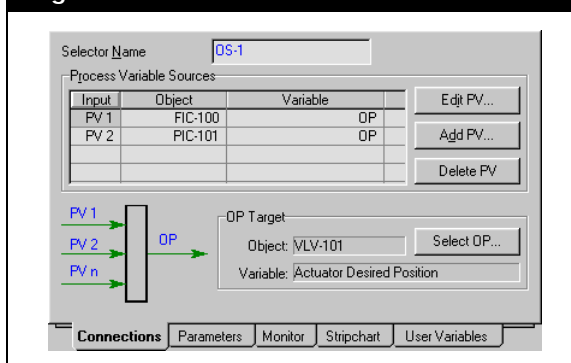 Selector Name OS-1
Process Variable Sources
Input Object Variable
PV 1 FIC-100 OP
PV 2 PIC-101 OP
Edit PV...
Add PV...
Delete PV
PV 1
PV 2
PV n
OP
OP Target
Object: VLV-101
Select OP...
Variable: Actuator Desired Position
Connections Parameters Monitor Stripchart User Variables